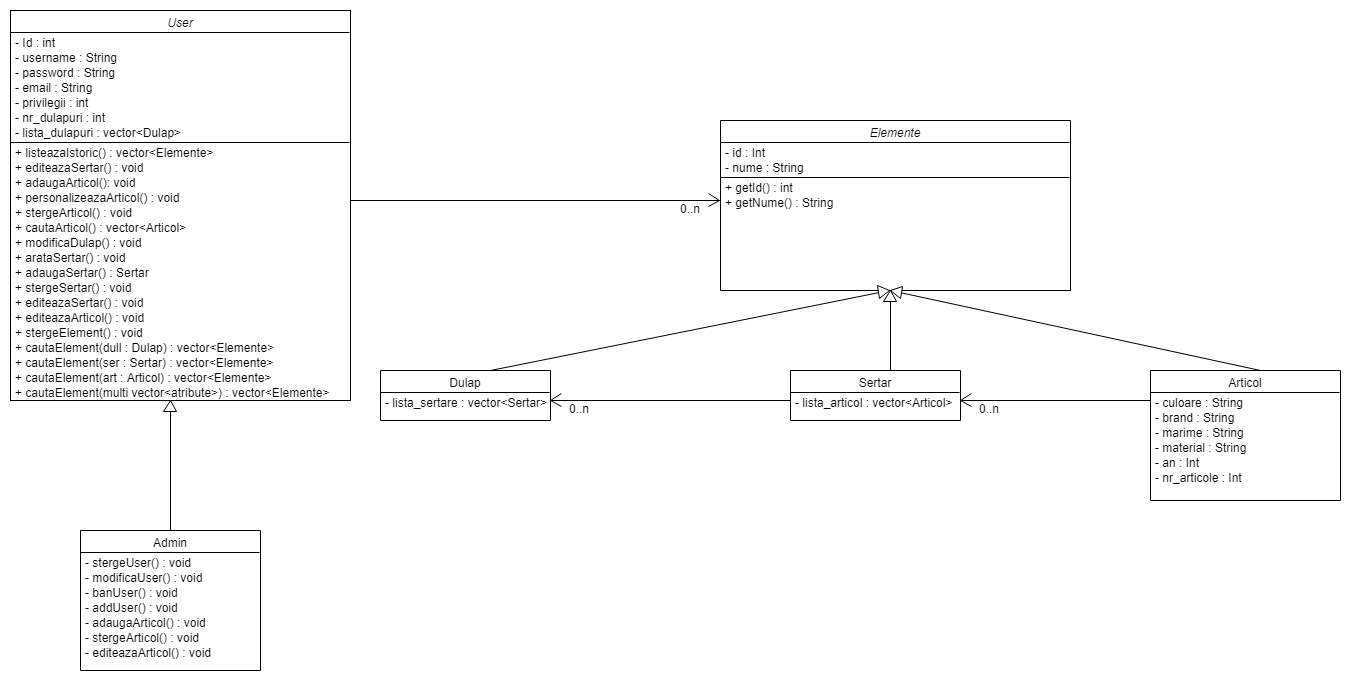 User
- Id : int
- username : String
- password : String
- email : String
- privilegii : int
- nr_dulapuri : int
- lista_dulapuri : vector<Dulap>
+ listeazaIstoric() : vector<Elemente>
+ editeazaSertar() : void
+ adaugaArticol(): void
+ personalizeazaArticol() : void
+ stergeArticol() : void
+ cautaArticol() : vector<Articol>
+ modificaDulap() : void
+ arataSertar() : void
+ adaugaSertar() : Sertar
+ stergeSertar() : void
+ editeazaSertar() : void
+ editeazaArticol() : void
+ stergeElement() : void
+ cautaElement(dull : Dulap) : vector<Elemente>
+ cautaElement(ser : Sertar) : vector<Elemente>
+ cautaElement(art : Articol) : vector<Elemente>
+ cautaElement(multi vector<atribute>) : vector<Elemente>
0..n
Elemente
- id : Int
- nume : String
+ getId() : int
+ getNume() : String
Dulap
- lista_sertare : vector<Sertar>
0..n
Sertar
- lista_articol : vector<Articol>
0..n
Articol
- culoare : String
- brand : String
- marime : String
- material : String
- an : Int
- nr_articole : Int
Admin
- stergeUser() : void
- modificaUser() : void
- banUser() : void
- addUser() : void
- adaugaArticol() : void
- stergeArticol() : void
- editeazaArticol() : void